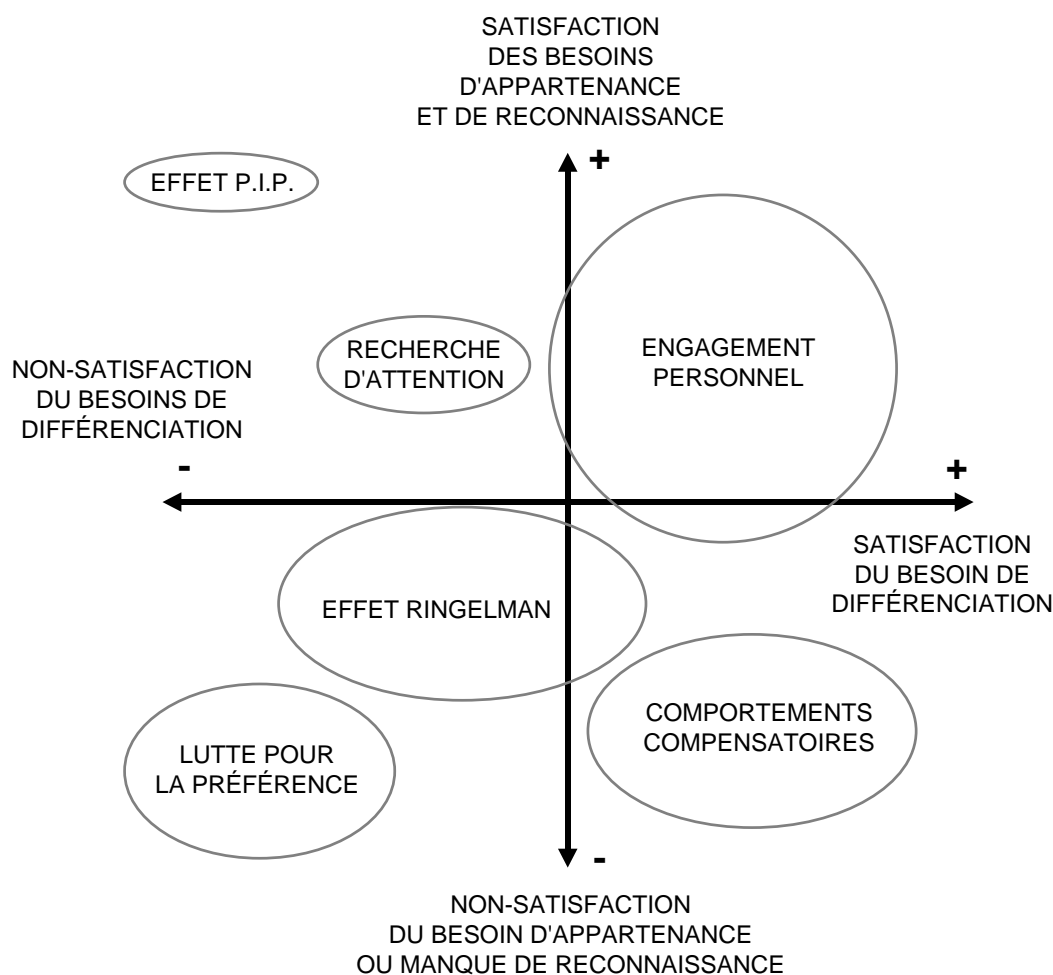 SATISFACTION
DES BESOINS
D'APPARTENANCE
ET DE RECONNAISSANCE
+
EFFET P.I.P.
RECHERCHE
D'ATTENTION
ENGAGEMENT
PERSONNEL
NON-SATISFACTION
DU BESOINS DE
DIFFÉRENCIATION
-
+
SATISFACTION
DU BESOIN DE
DIFFÉRENCIATION
EFFET RINGELMAN
COMPORTEMENTS
COMPENSATOIRES
LUTTE POUR
LA PRÉFÉRENCE
-
NON-SATISFACTION
DU BESOIN D'APPARTENANCE
OU MANQUE DE RECONNAISSANCE